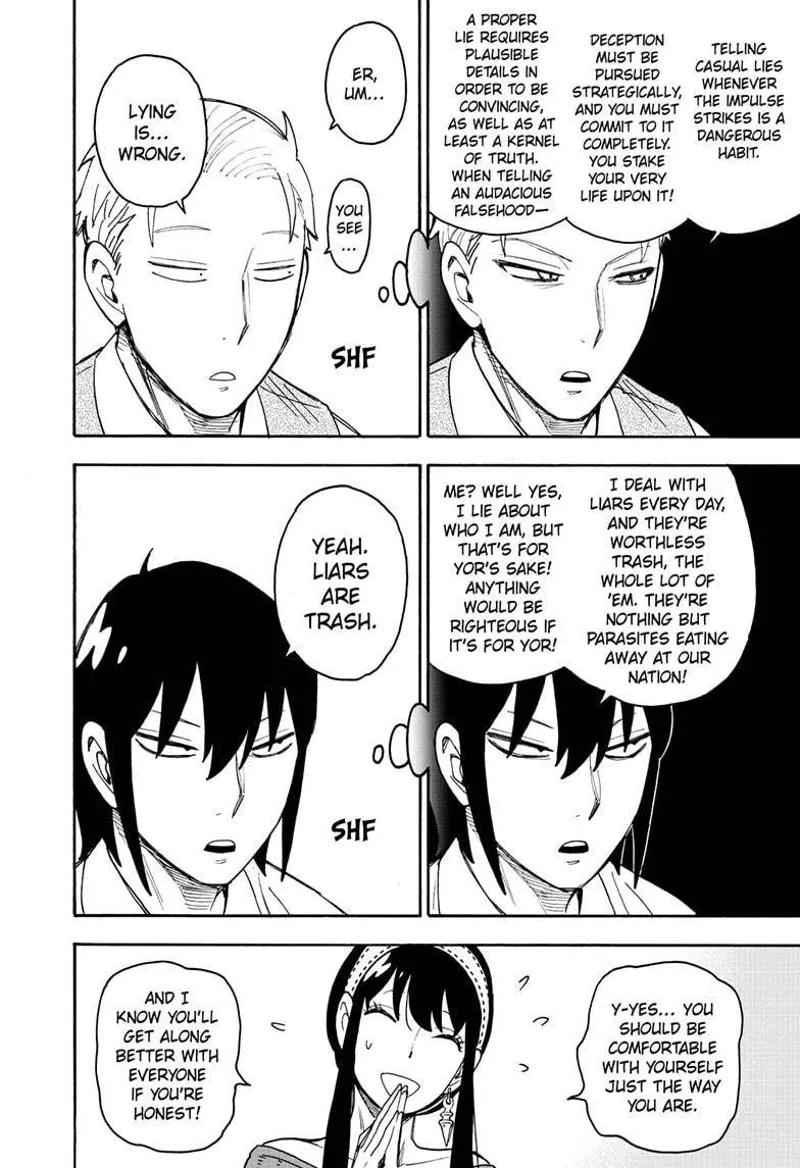 TELLING
CASUAL LIES
WHENEVER
THE IMPULSE
STRIKES IS A
DANGEROUS
HABIT.
DECEPTION
MUST BE
PURSUED
STRATEGICALLY,
AND YOU MUST
COMMIT TO IT
COMPLETELY.
YOU STAKE
YOUR VERY
LIFE UPON IT!
A PROPER
LIE REQUIRES
PLAUSIBLE
DETAILS IN
ORDER TO BE
CONVINCING,
AS WELL AS AT
LEAST A KERNEL
OF TRUTH.
WHEN TELLING
AN AUDACIOUS
FALSEHOOD—
ER,
UM...
YOU
SEE
...
LYING
IS...
WRONG.
SHF
I DEAL WITH
LIARS EVERY DAY,
AND THEY'RE
WORTHLESS
TRASH, THE
WHOLE LOT OF
'EM. THEY'RE
NOTHING BUT
PARASITES EATING
AWAY AT OUR
NATION!
ME? WELL YES,
I LIE ABOUT
WHO I AM, BUT
THAT'S FOR
YOR'S SAKE!
ANYTHING
WOULD BE
RIGHTEOUS IF
IT'S FOR YOR!
YEAH.
LIARS
ARE
TRASH.
SHF
Y-YES... YOU
SHOULD BE
COMFORTABLE
WITH YOURSELF
JUST THE WAY
YOU ARE.
AND I
KNOW YOU'LL
GET ALONG
BETTER WITH
EVERYONE
IF YOU'RE
HONEST!